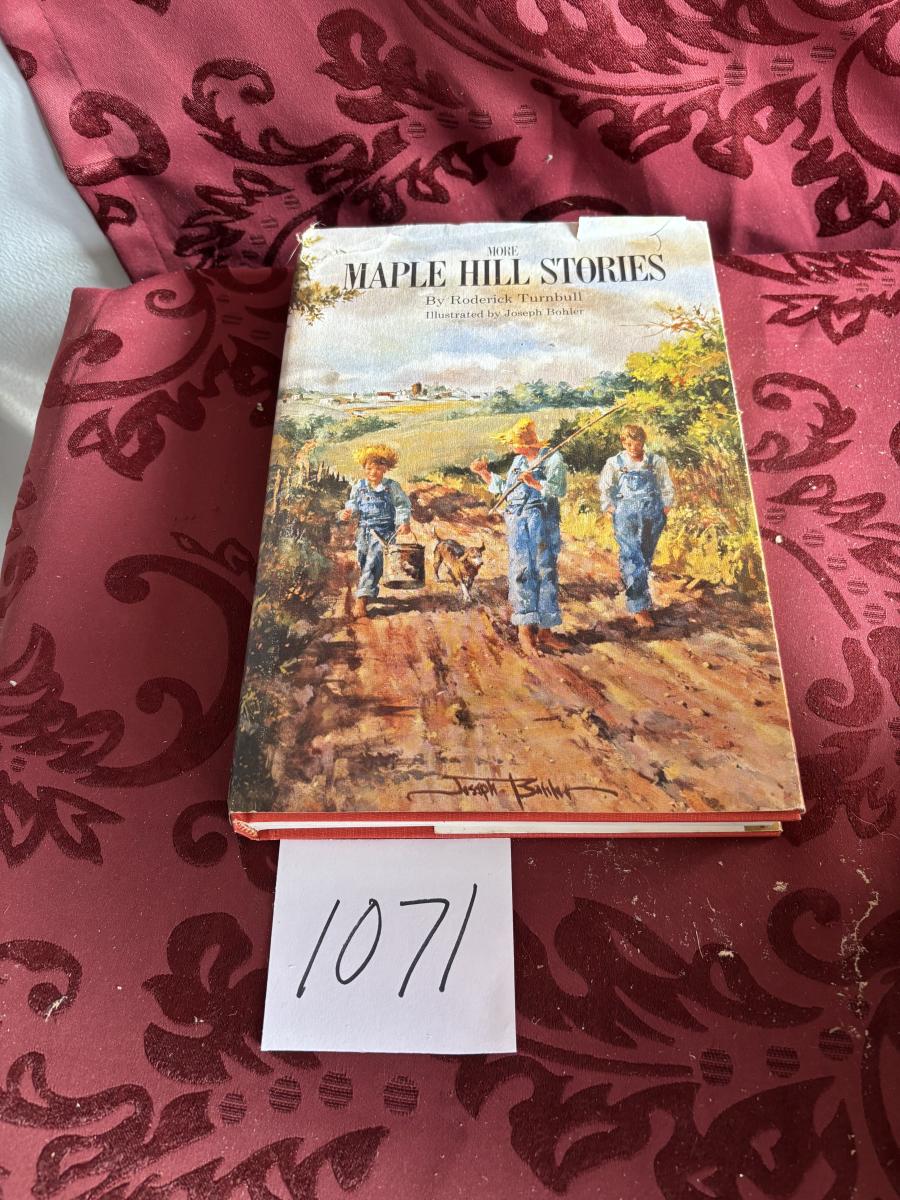 MORE
MAPLE HILL STORIES
By Roderick Turnbull
Illustrated by Joseph Bohler
Joseph Bohler
1071